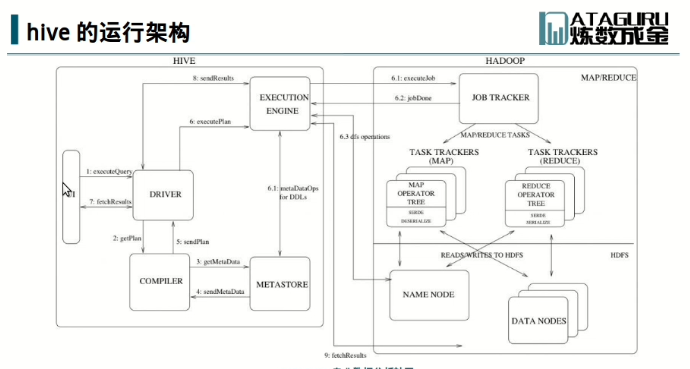 hive 的运行架构
DATAGURU
炼数成金
HIVE
HADOOP
8: sendResults
6.1: executeJob
MAP/REDUCE
EXECUTION
ENGINE
6.2: jobDone
JOB TRACKER
6: executePlan
6.3 dfs operations
MAP/REDUCE TASKS
TASK TRACKERS
(MAP)
TASK TRACKERS
(REDUCE)
1: executeQuery
UI
DRIVER
6.1: metaDataOps
for DDLs
MAP
OPERATOR
TREE
SERDE
DESERIALIZE
REDUCE
OPERATOR
TREE
SERDE
SERIALIZE
7: fetchResults
2: getPlan
5: sendPlan
3: getMetaData
READS/WRITES TO HDFS
HDFS
COMPILER
METASTORE
NAME NODE
4: sendMetaData
DATA NODES
9: fetchResults